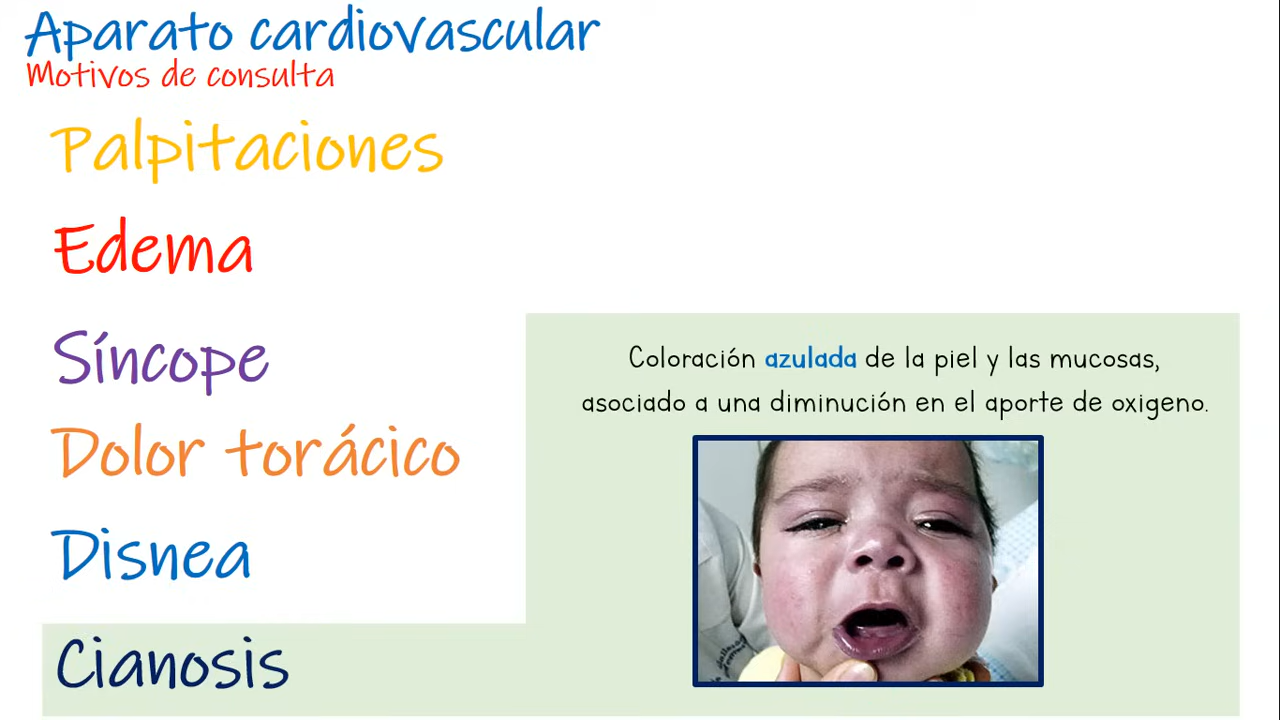 Aparato cardiovascular
Motivos de consulta
Palpitaciones
Edema
Síncope
Dolor torácico
Disnea
Cianosis
Coloración azulada de la piel y las mucosas,
asociado a una diminución en el aporte de oxigeno.